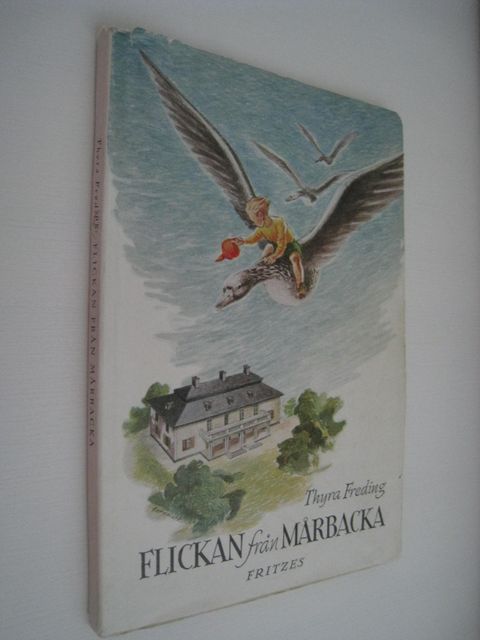 Thyra Freding: FLICKAN FRÅN MÅRBACKA
Thyra Freding
FLICKAN från MÅRBACKA
FRITZES